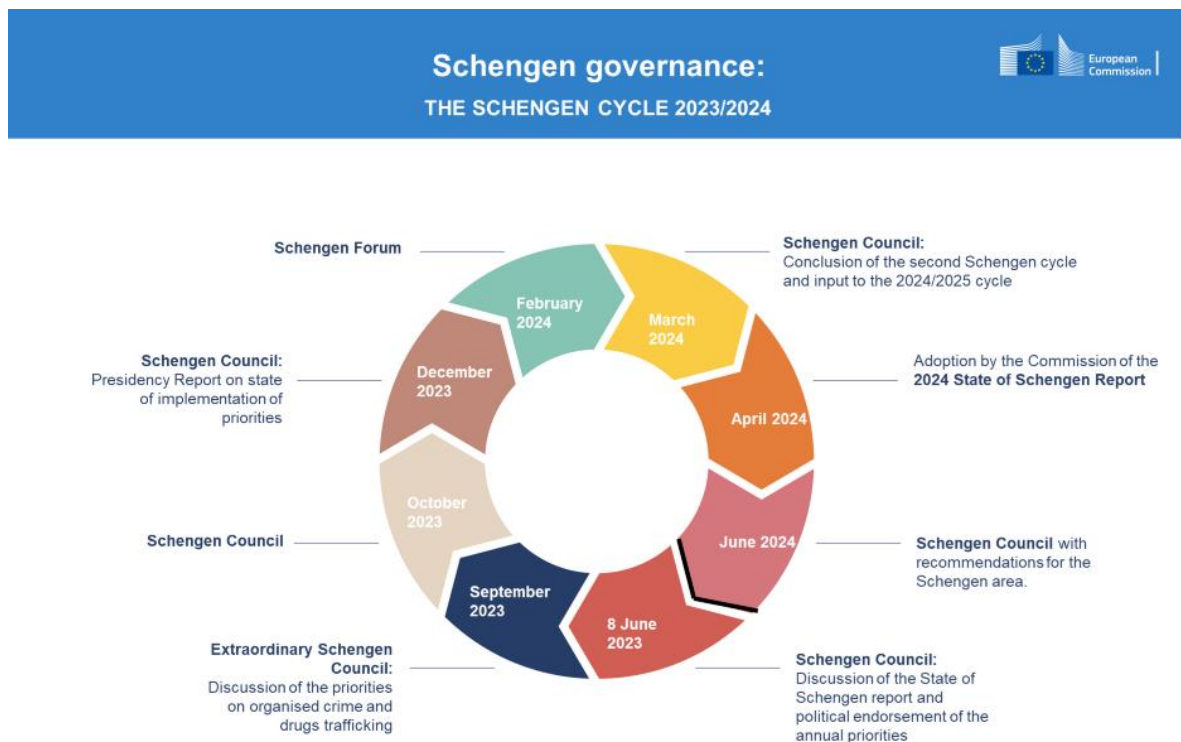 Schengen governance:
THE SCHENGEN CYCLE 2023/2024
European
Commission
Schengen Forum
February
2024
Schengen Council:
Conclusion of the second Schengen cycle
and input to the 2024/2025 cycle
March
2024
Schengen Council:
Presidency Report on state
of implementation of
priorities
December
2023
Adoption by the Commission of the
2024 State of Schengen Report
April 2024
Schengen Council
October
2023
June 2024
Schengen Council with
recommendations for the
Schengen area.
September
2023
8 June
2023
Extraordinary Schengen
Council:
Discussion of the priorities
on organised crime and
drugs trafficking
Schengen Council:
Discussion of the State of
Schengen report and
political endorsement of the
annual priorities